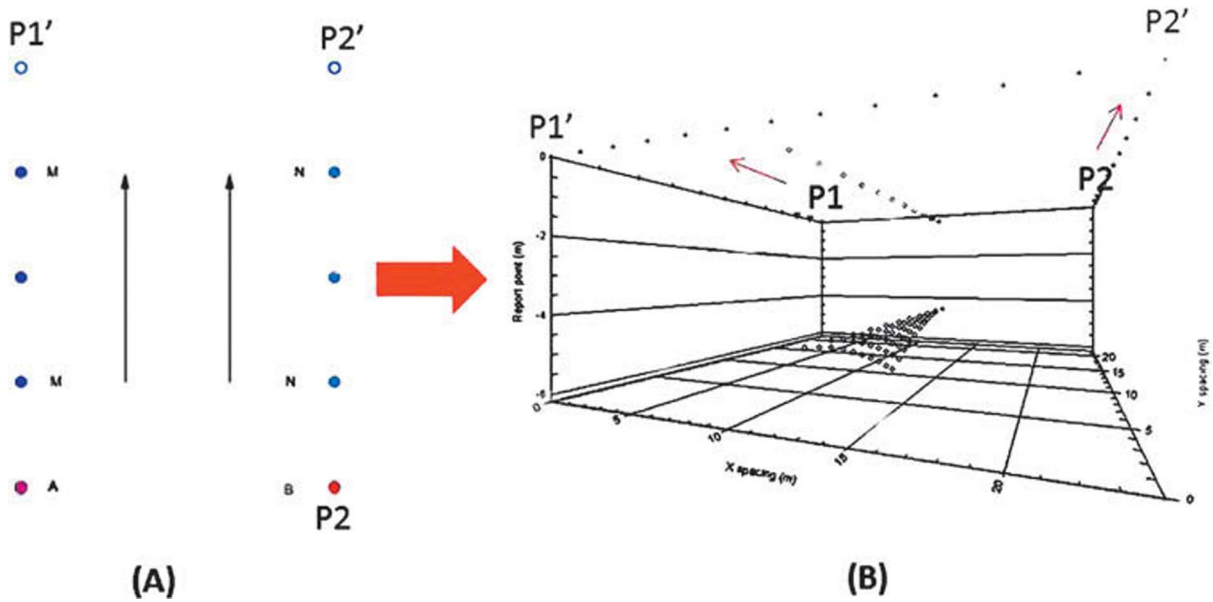 P1’
P2’
M
N
M
N
A
B
P2
(A)
P2’
P1’
P1
P2
0
-2
-4
-6
Report point (m)
0
5
10
15
20
X spacing (m)
20
15
10
5
0
Y spacing (m)
(B)